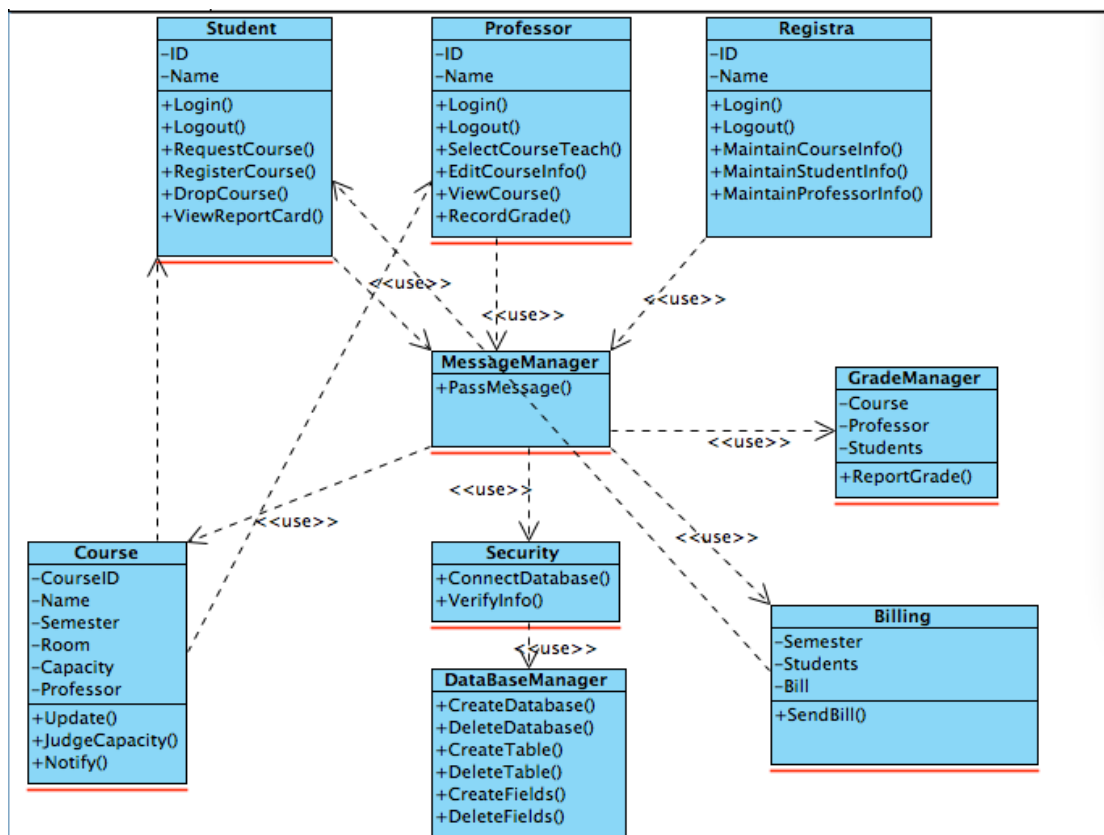 Student
-ID
-Name
+Login()
+Logout()
+RequestCourse()
+RegisterCourse()
+DropCourse()
+ViewReportCard()
Professor
-ID
-Name
+Login()
+Logout()
+SelectCourseTeach()
+EditCourseInfo()
+ViewCourse()
+RecordGrade()
Registra
-ID
-Name
+Login()
+Logout()
+MaintainCourseInfo()
+MaintainStudentInfo()
+MaintainProfessorInfo()
<<use>>
<<use>>
<<use>>
MessageManager
+PassMessage()
GradeManager
-Course
-Professor
-Students
+ReportGrade()
<<use>>
<<use>>
<<use>>
<<use>>
Course
-CourseID
-Name
-Semester
-Room
-Capacity
-Professor
+Update()
+JudgeCapacity()
+Notify()
Security
+ConnectDatabase()
+VerifyInfo()
<<use>>
DataBaseManager
+CreateDatabase()
+DeleteDatabase()
+CreateTable()
+DeleteTable()
+CreateFields()
+DeleteFields()
Billing
-Semester
-Students
-Bill
+SendBill()